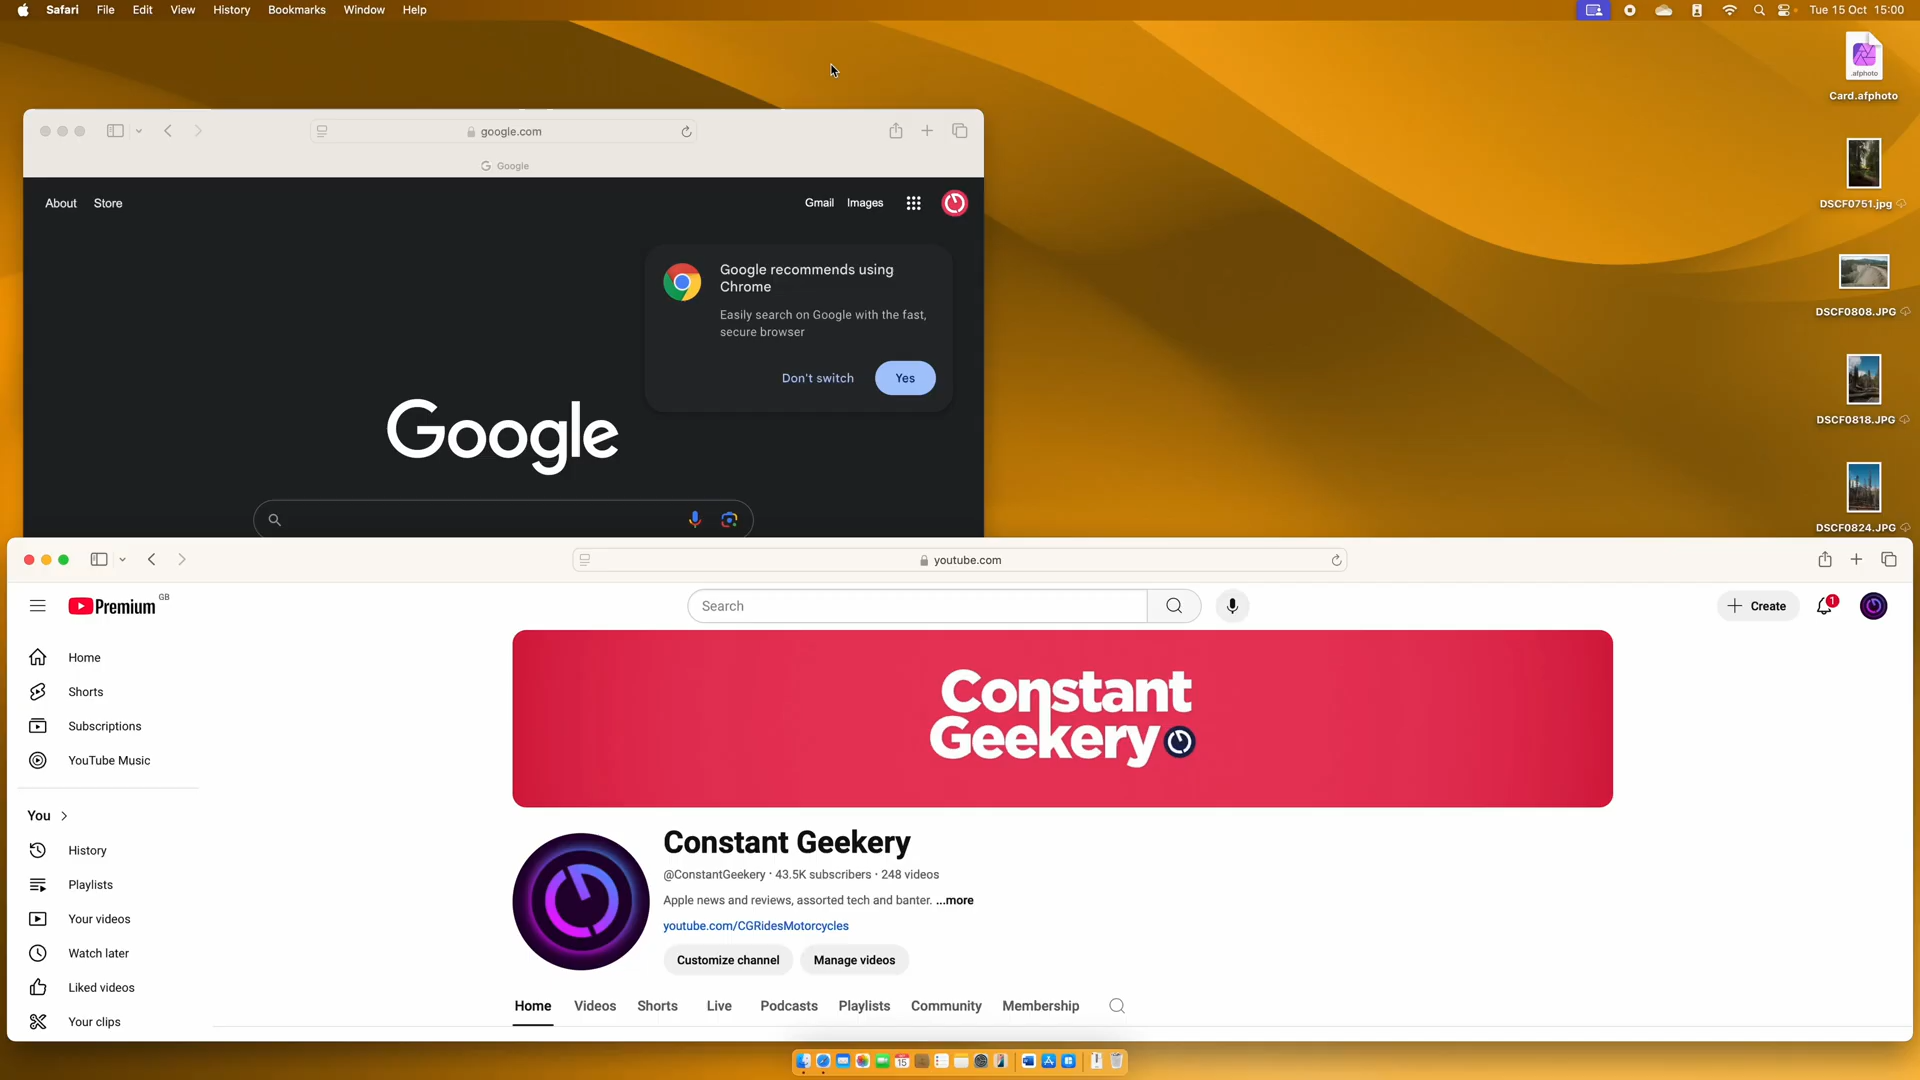 Safari File Edit View History Bookmarks Window Help
Tue 15 Oct 15:00
.afphoto
Card.afphoto
DSCF0751.jpg
DSCF0808.JPG
DSCF0818.JPG
DSCF0824.JPG
google.com
Google
About Store
Gmail Images
Google recommends using
Chrome
Easily search on Google with the fast,
secure browser
Don't switch Yes
Google
youtube.com
Premium GB
Search
Create
1
Home
Shorts
Subscriptions
YouTube Music
You
History
Playlists
Your videos
Watch later
Liked videos
Your clips
Constant
Geekery
Constant Geekery
@ConstantGeekery · 43.5K subscribers · 248 videos
Apple news and reviews, assorted tech and banter. ...more
youtube.com/CGRidesMotorcycles
Customize channel Manage videos
Home Videos Shorts Live Podcasts Playlists Community Membership
15